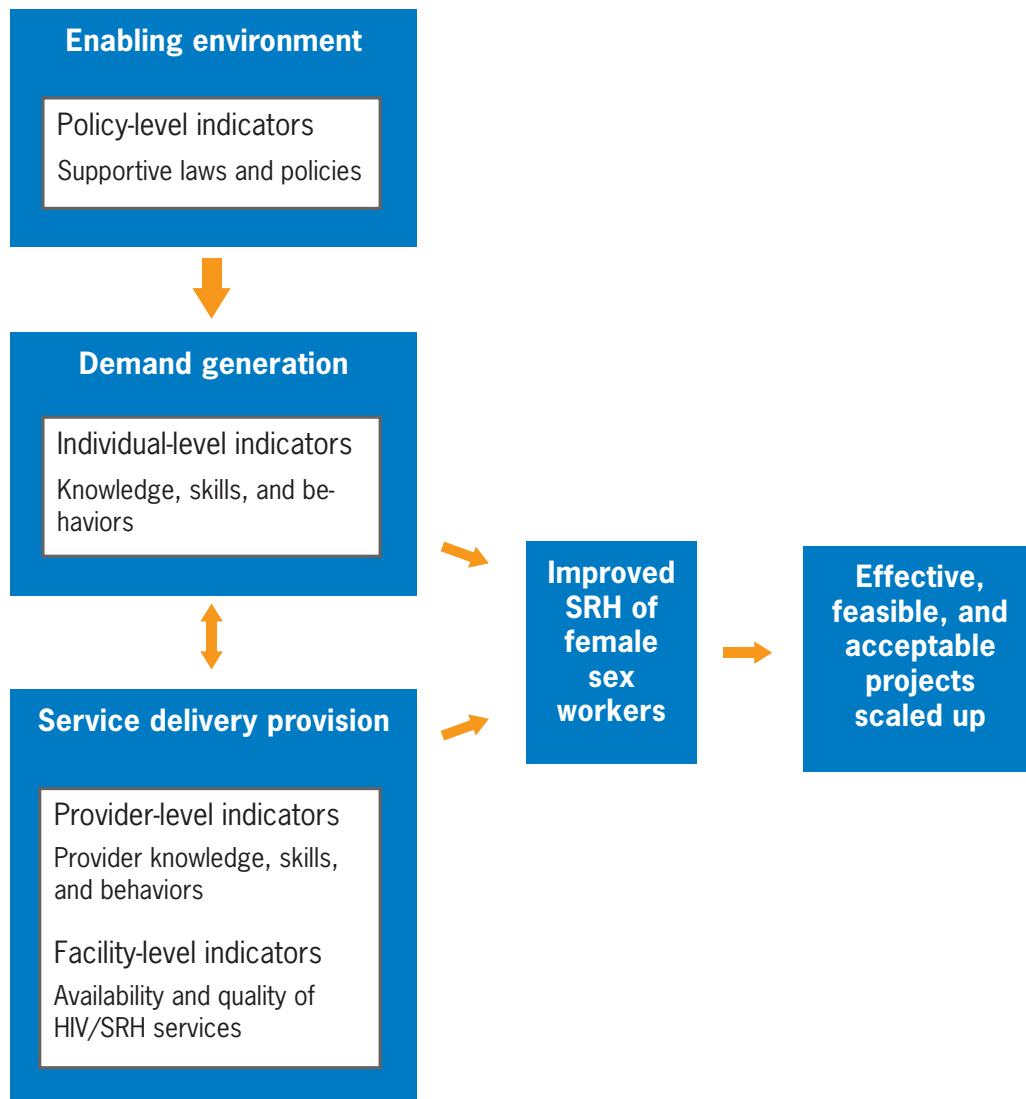 Enabling environment
Policy-level indicators
Supportive laws and policies
Demand generation
Individual-level indicators
Knowledge, skills, and be-
haviors
Service delivery provision
Provider-level indicators
Provider knowledge, skills,
and behaviors
Facility-level indicators
Availability and quality of
HIV/SRH services
Improved
SRH of
female
sex
workers
Effective,
feasible, and
acceptable
projects
scaled up